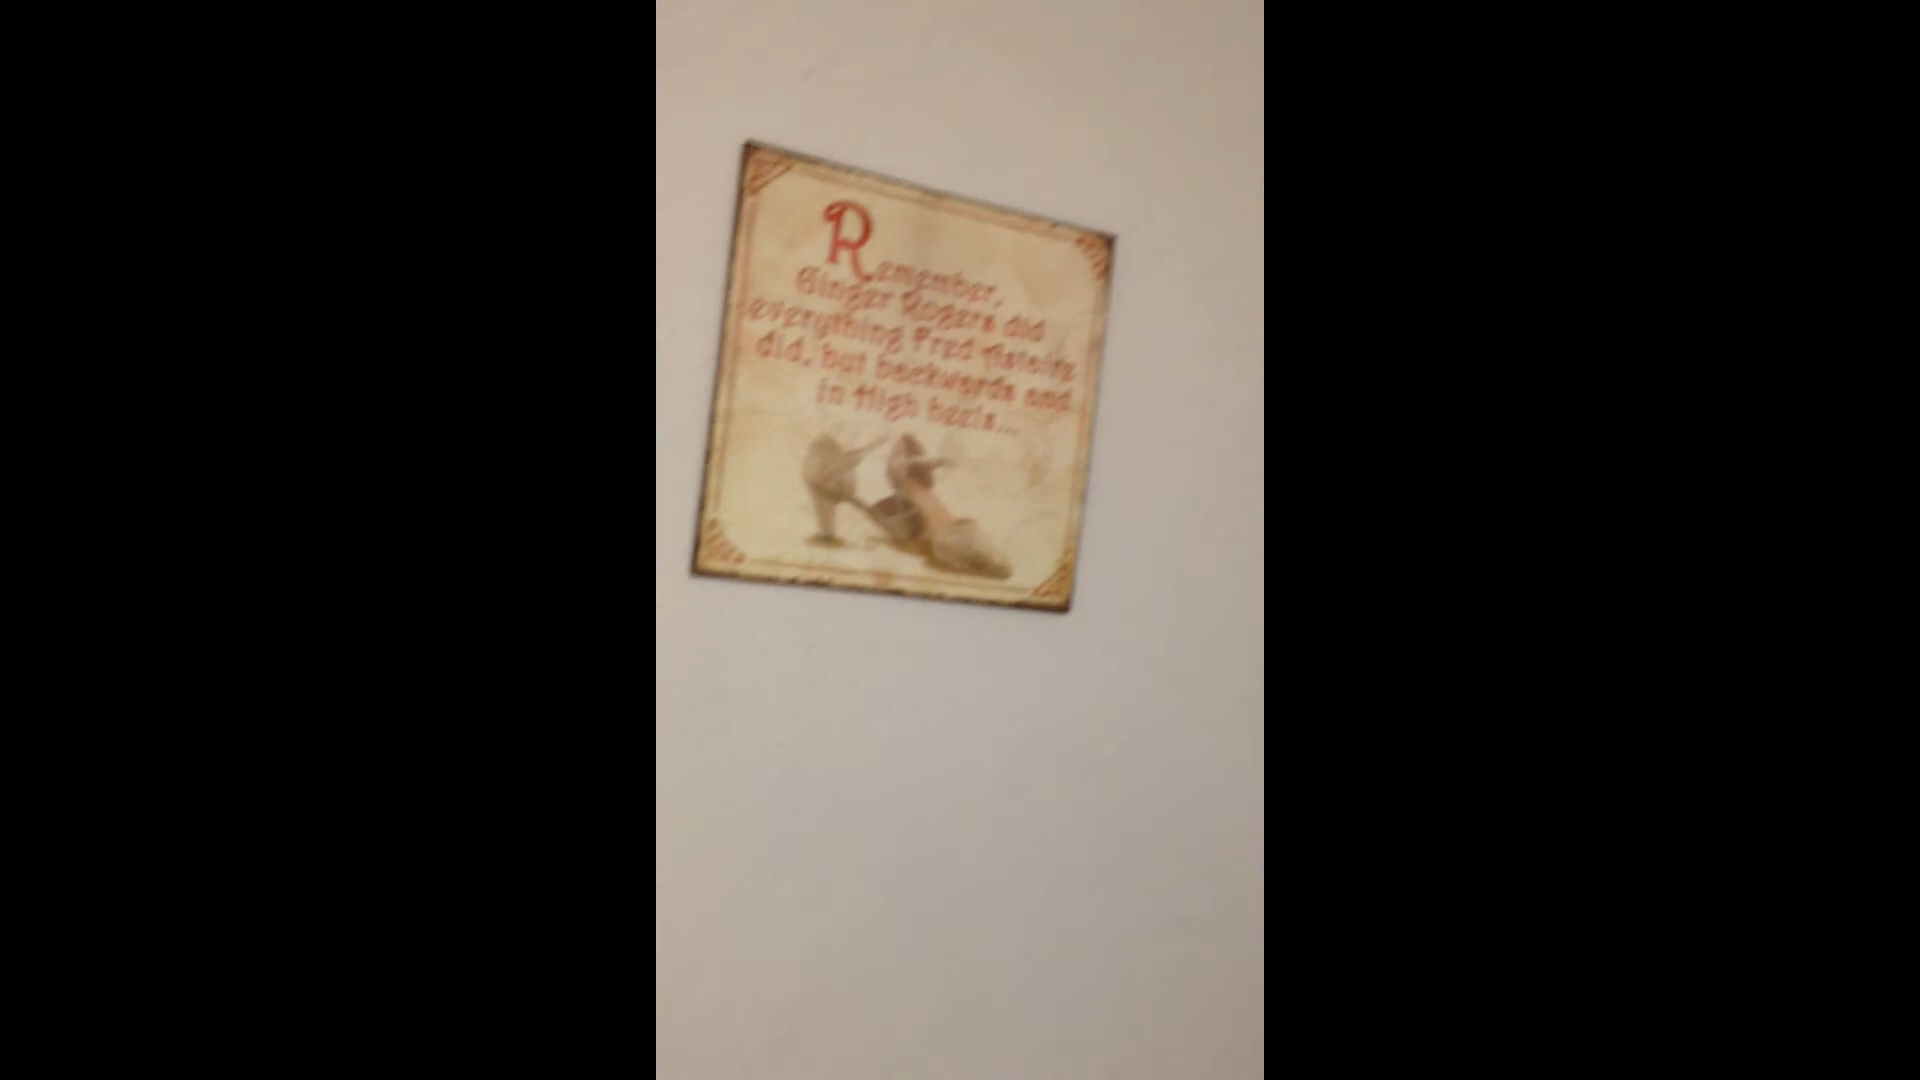 Remember,
Ginger Rogers did
everything Fred Astaire
did, but backwards and
in High heels...